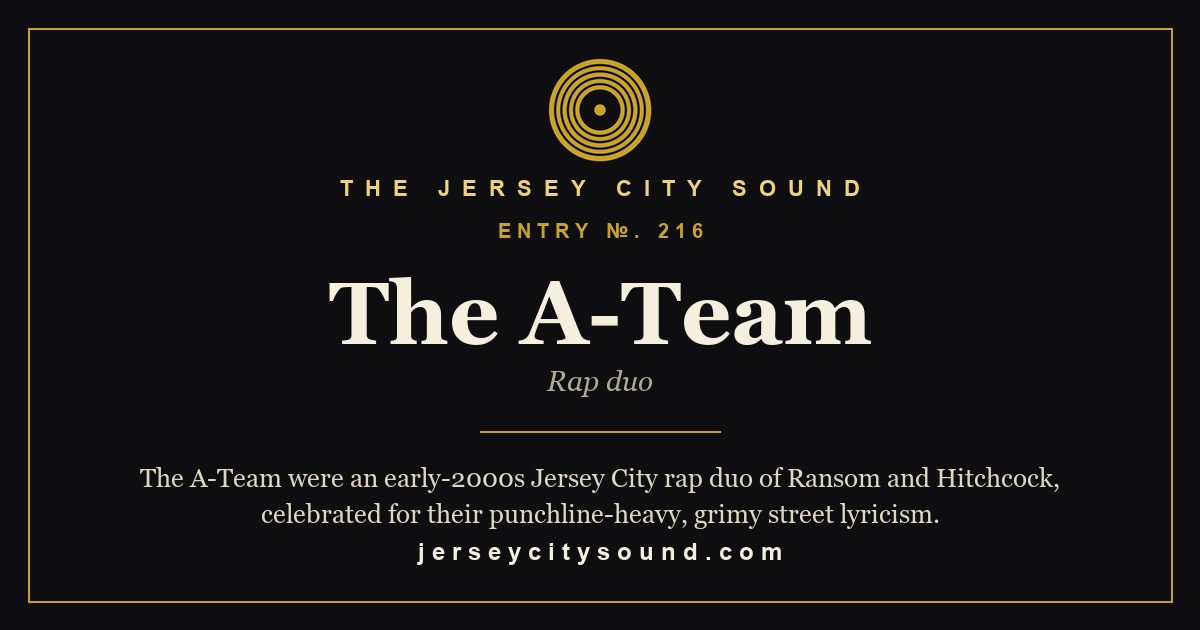 THE JERSEY CITY SOUND
ENTRY №. 216
The A-Team
Rap duo
The A-Team were an early-2000s Jersey City rap duo of Ransom and Hitchcock,
celebrated for their punchline-heavy, grimy street lyricism.
jerseycitysound.com